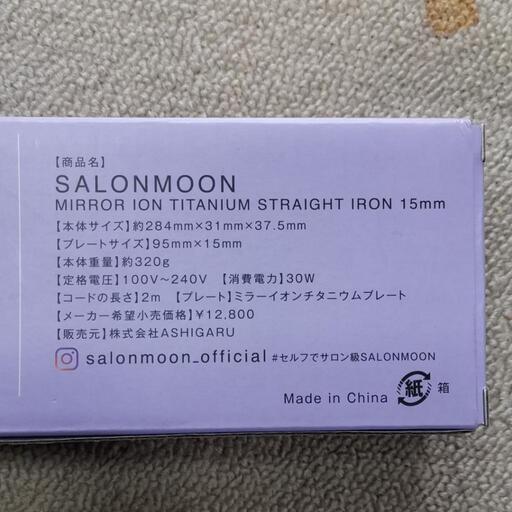 【商品名】
SALONMOON
MIRROR ION TITANIUM STRAIGHT IRON 15mm
【本体サイズ】約284mm×31mm×37.5mm
【プレートサイズ】95mm×15mm
【本体重量】約320g
【定格電圧】100V〜240V 【消費電力】30W
【コードの長さ】2m 【プレート】ミラーイオンチタニウムプレート
【メーカー希望小売価格】¥12,800
【販売元】株式会社ASHIGARU
salonmoon_official #セルフでサロン級SALONMOON
Made in China 紙 箱